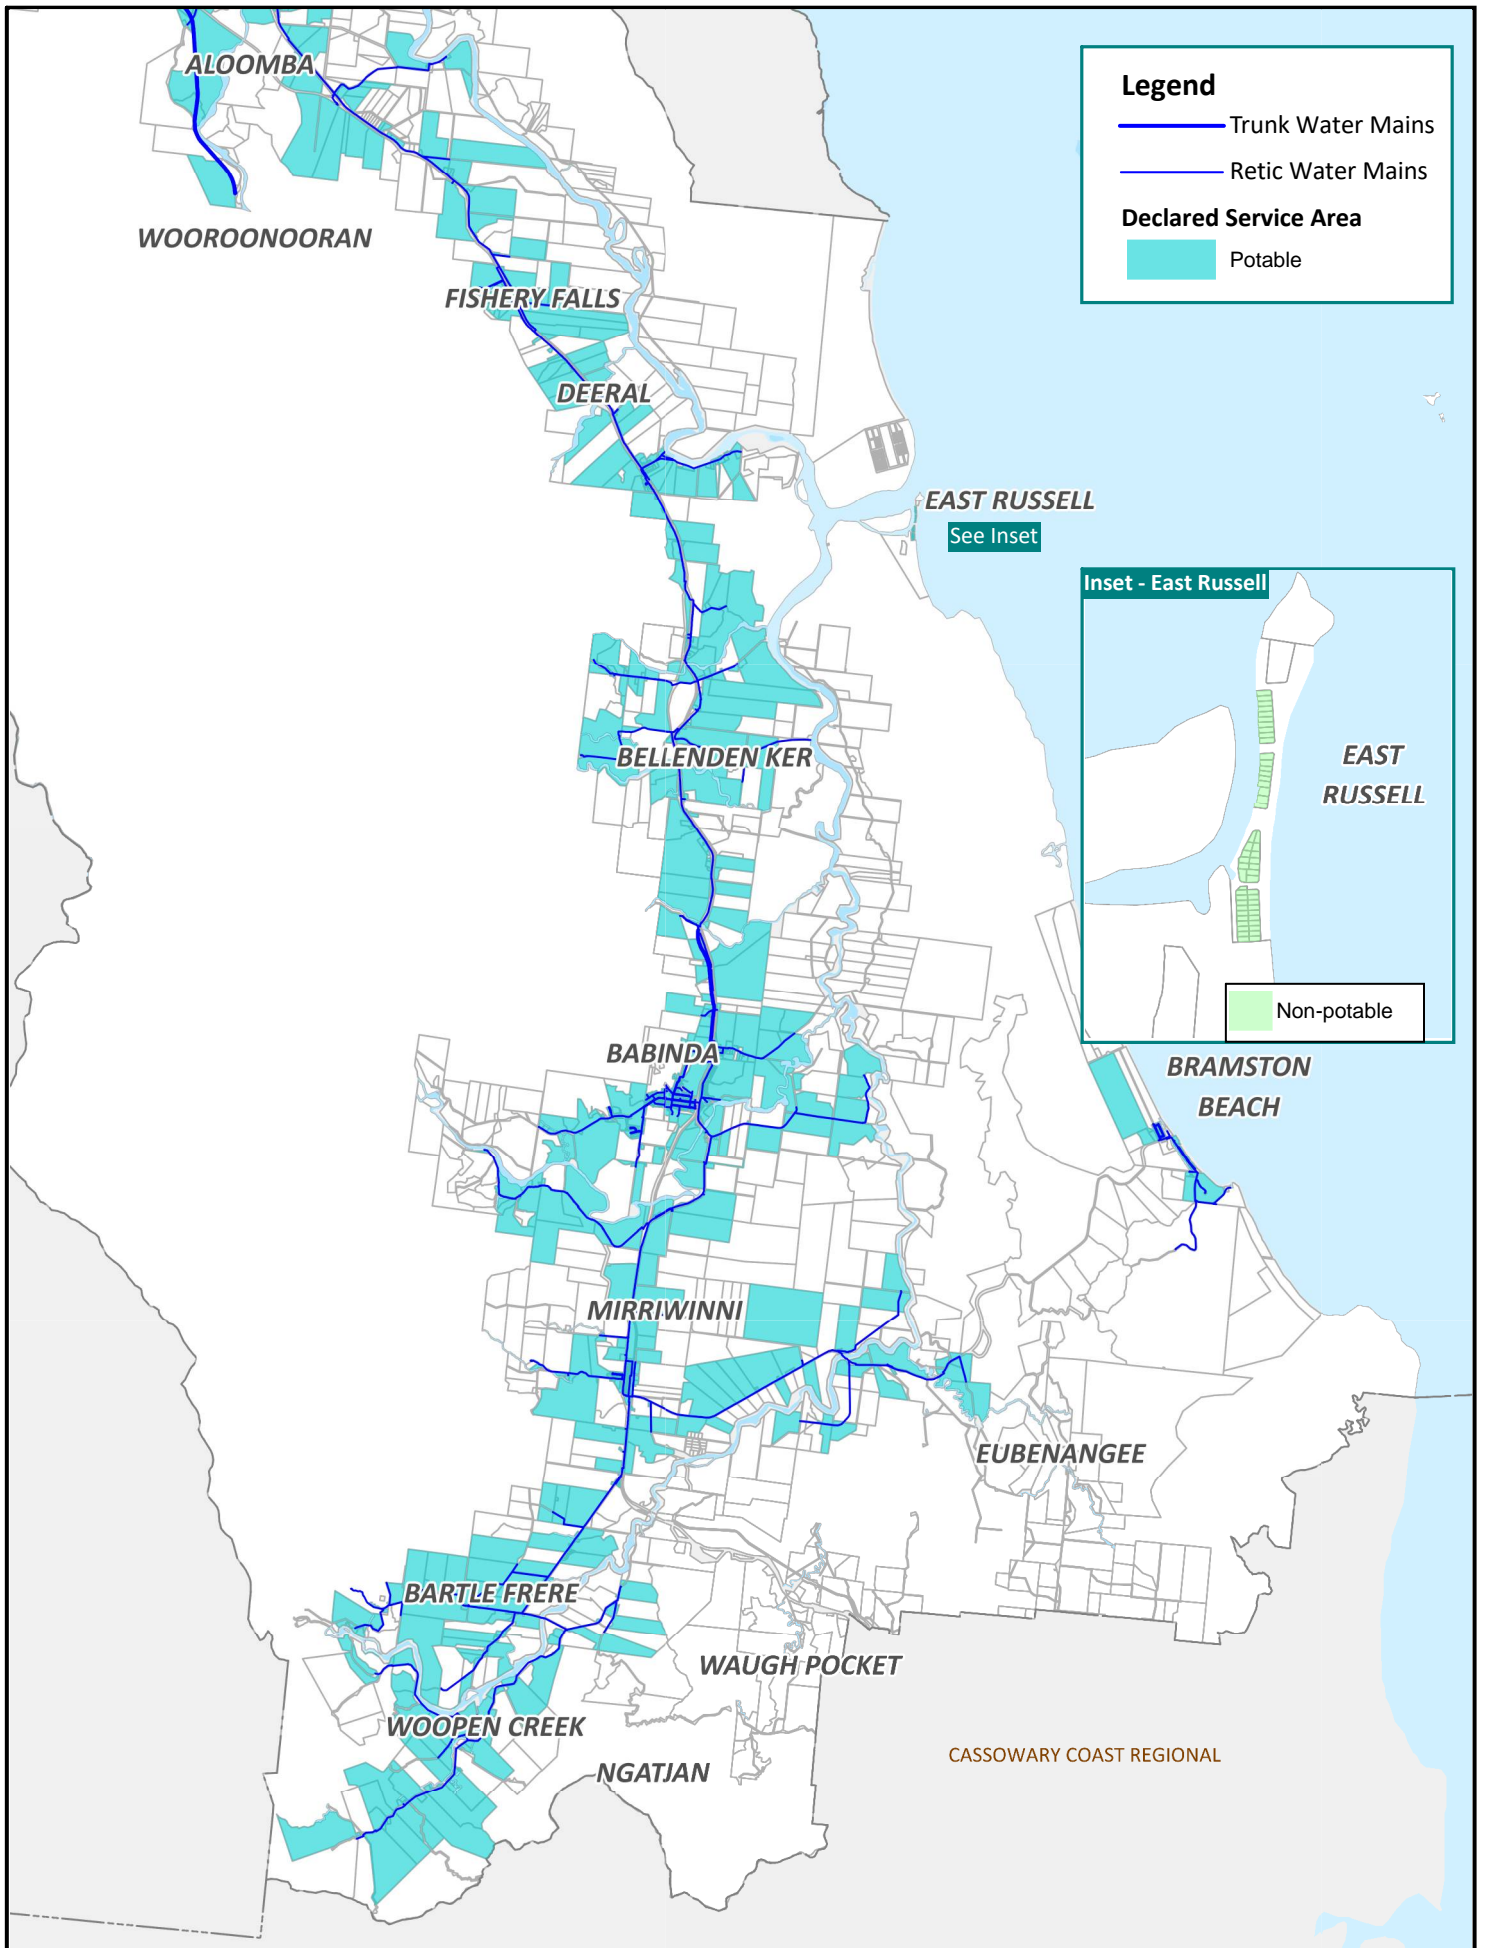 ALOOMBA
Legend
Trunk Water Mains
Retic Water Mains
Declared Service Area
Potable
WOOROONOORAN
FISHERY FALLS
DEERAL
EAST RUSSELL
See Inset
Inset - East Russell
EAST
RUSSELL
Non-potable
BELLENDEN KER
BABINDA
BRAMSTON
BEACH
MIRRIWINNI
EUBENANGEE
BARTLE FRERE
WAUGH POCKET
WOOPEN CREEK
NGATJAN
CASSOWARY COAST REGIONAL